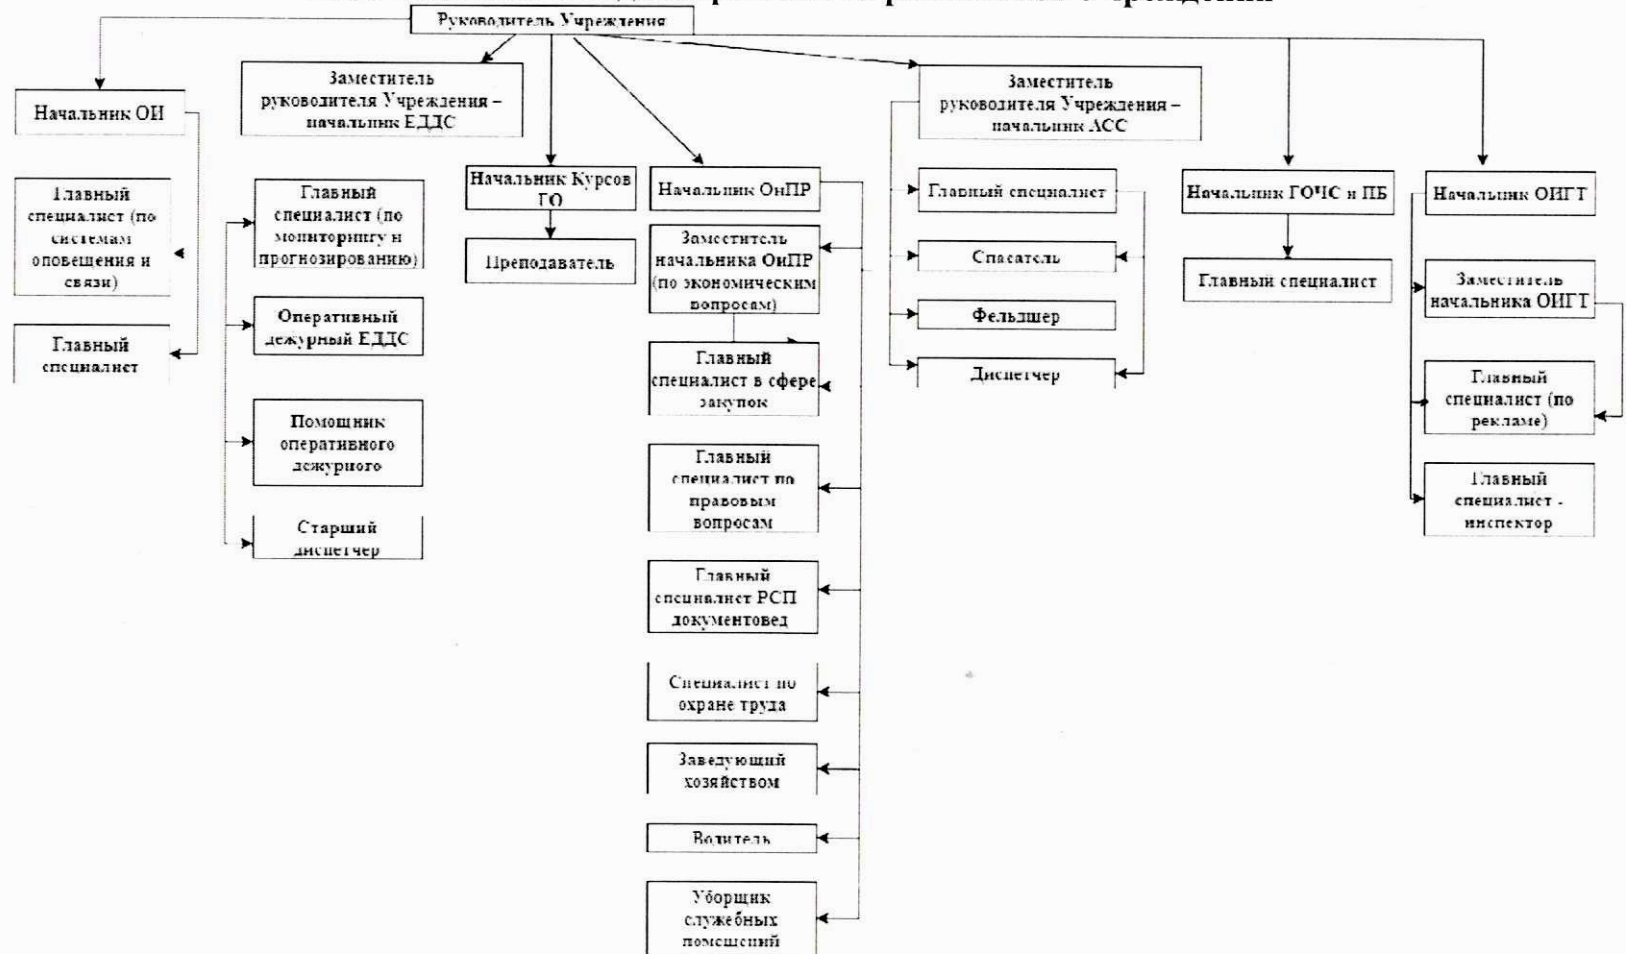 Руководитель Учреждения
Начальник ОИ
Главный
специалист (по
системам
оповещения и
связи)
Главный
специалист
Заместитель
руководителя Учреждения –
начальник ЕДДС
Главный
специалист (по
мониторингу и
прогнозированию)
Оперативный
дежурный ЕДДС
Помощник
оперативного
дежурного
Старший
диспетчер
Начальник Курсов
ГО
Преподаватель
Начальник ОиПР
Заместитель
начальника ОиПР
(по экономическим
вопросам)
Главный
специалист в сфере
закупок
Главный
специалист по
правовым
вопросам
Главный
специалист РСП
документовед
Специалист по
охране труда
Заведующий
хозяйством
Водитель
Уборщик
служебных
помещений
Заместитель
руководителя Учреждения –
начальник АСС
Главный специалист
Спасатель
Фельдшер
Диспетчер
Начальник ГОЧС и ПБ
Главный специалист
Начальник ОИГТ
Заместитель
начальника ОИГТ
Главный
специалист (по
рекламе)
Главный
специалист -
инспектор